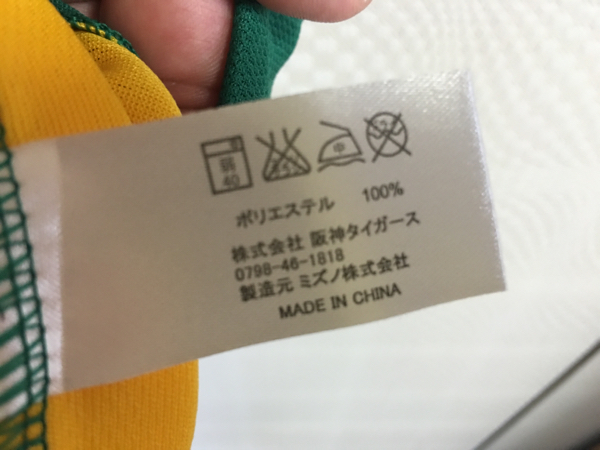 弱
40
中
ポリエステル 100%
株式会社 阪神タイガース
0798-46-1818
製造元 ミズノ株式会社
MADE IN CHINA